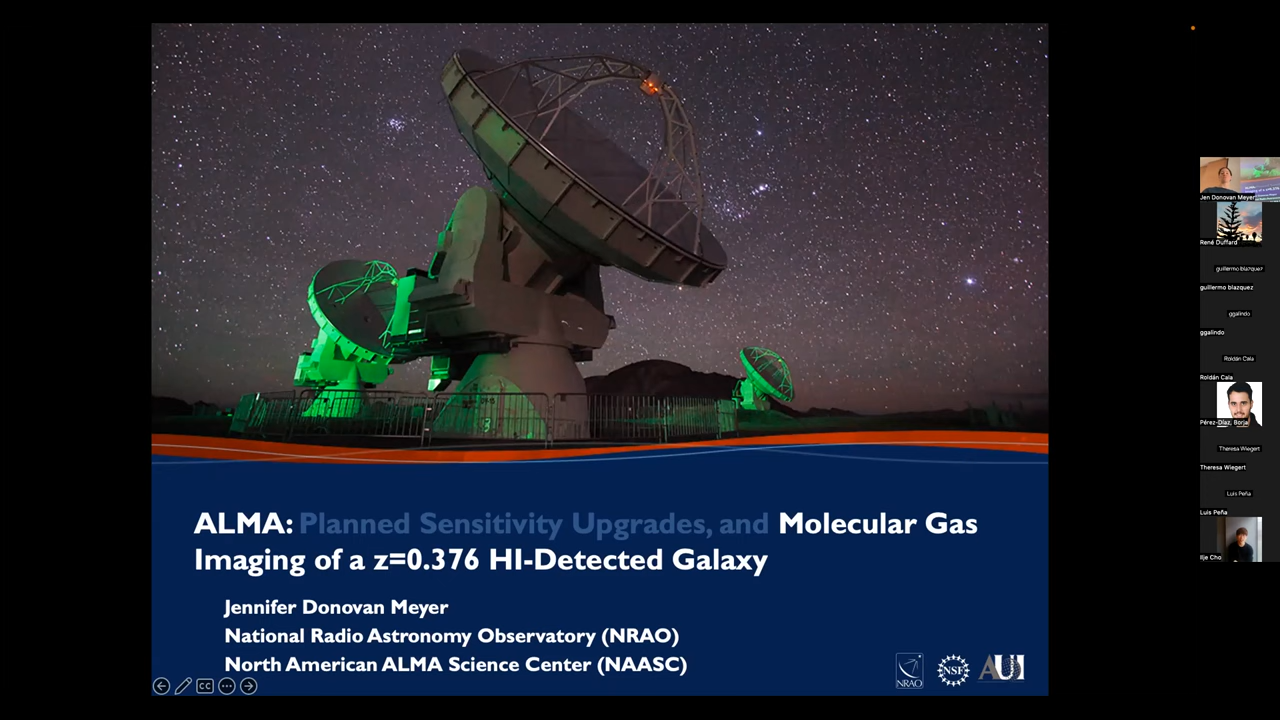 ALMA: Planned Sensitivity Upgrades, and Molecular Gas
Imaging of a z=0.376 HI-Detected Galaxy
Jennifer Donovan Meyer
National Radio Astronomy Observatory (NRAO)
North American ALMA Science Center (NAASC)
CC
NRAO
NSF
AUI
Jen Donovan Meyer
René Duffard
guillermo blazquez
guillermo blazquez
ggalindo
ggalindo
Roldán Cala
Roldán Cala
Pérez-Díaz, Borja
Theresa Wiegert
Theresa Wiegert
Luis Peña
Luis Peña
Ilje Cho